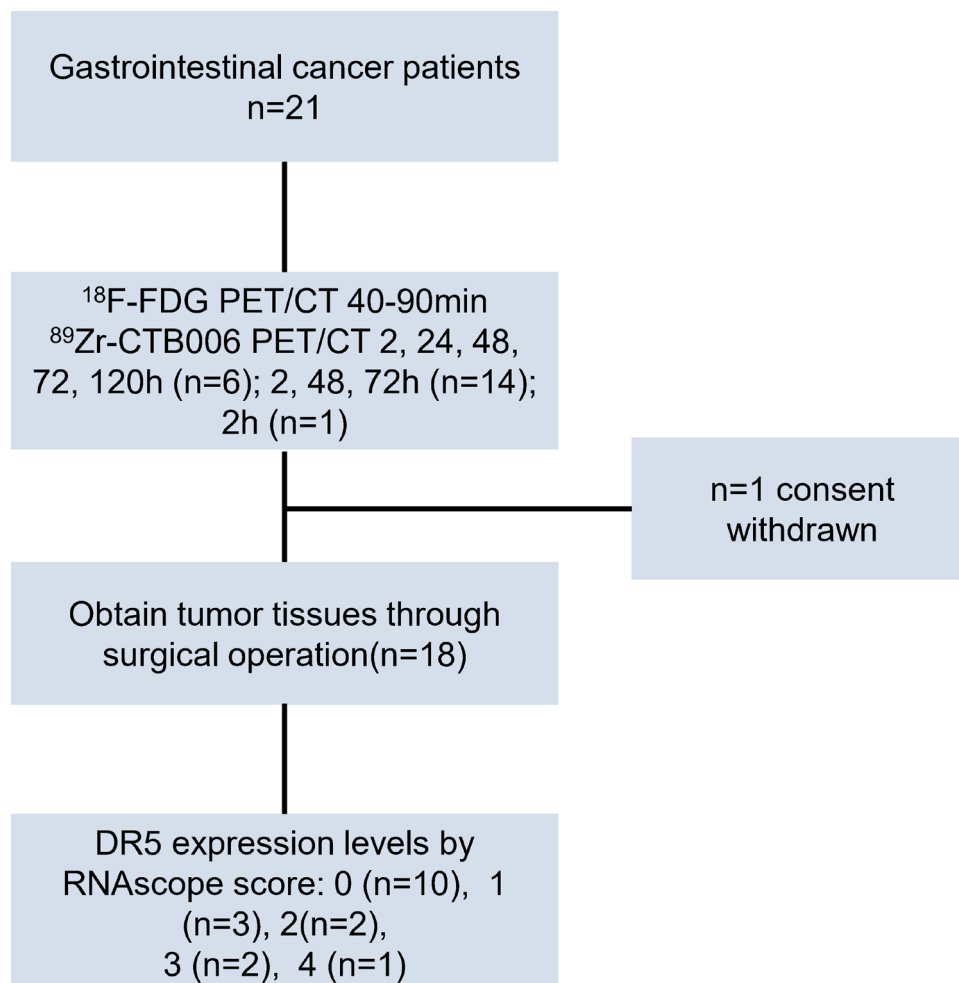 Gastrointestinal cancer patients
n=21
¹⁸F-FDG PET/CT 40-90min
⁸⁹Zr-CTB006 PET/CT 2, 24, 48,
72, 120h (n=6); 2, 48, 72h (n=14);
2h (n=1)
n=1 consent
withdrawn
Obtain tumor tissues through
surgical operation(n=18)
DR5 expression levels by
RNAscope score: 0 (n=10),  1
(n=3), 2(n=2),
3 (n=2),  4 (n=1)